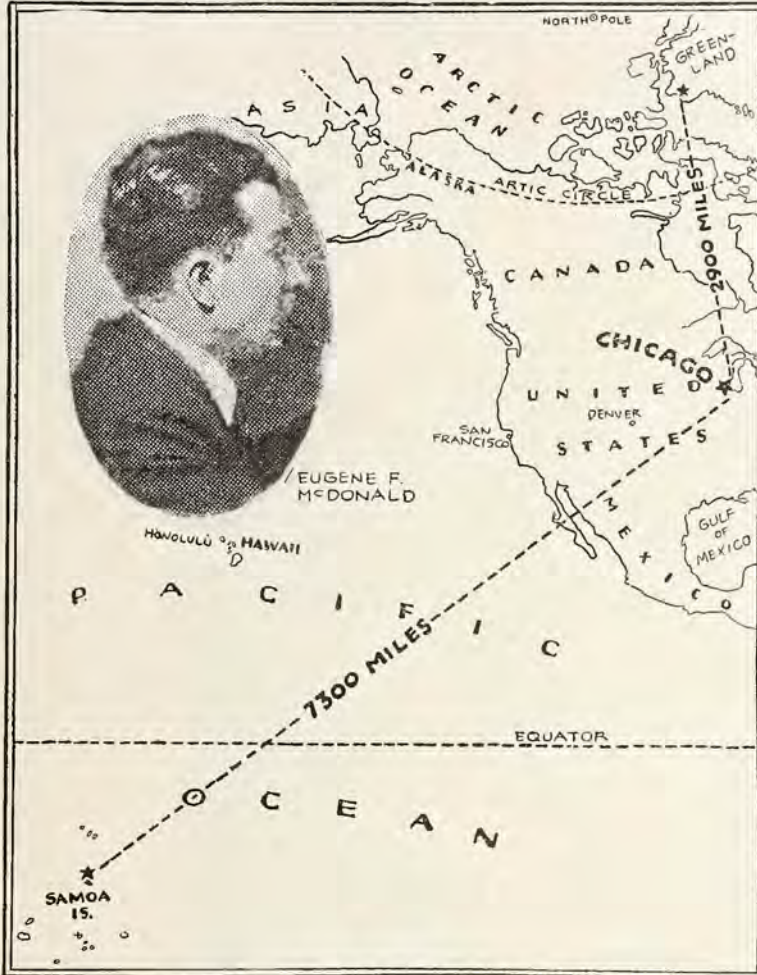 NORTH POLE
GREEN-
LAND
ARCTIC
OCEAN
ASIA
ALASKA
ARTIC CIRCLE
2900 MILES
CANADA
CHICAGO
UNITED
STATES
DENVER
SAN
FRANCISCO
EUGENE F.
McDONALD
MEXICO
GULF
OF
MEXICO
HONOLULU
HAWAII
PACIFIC
7300 MILES
EQUATOR
OCEAN
SAMOA
IS.